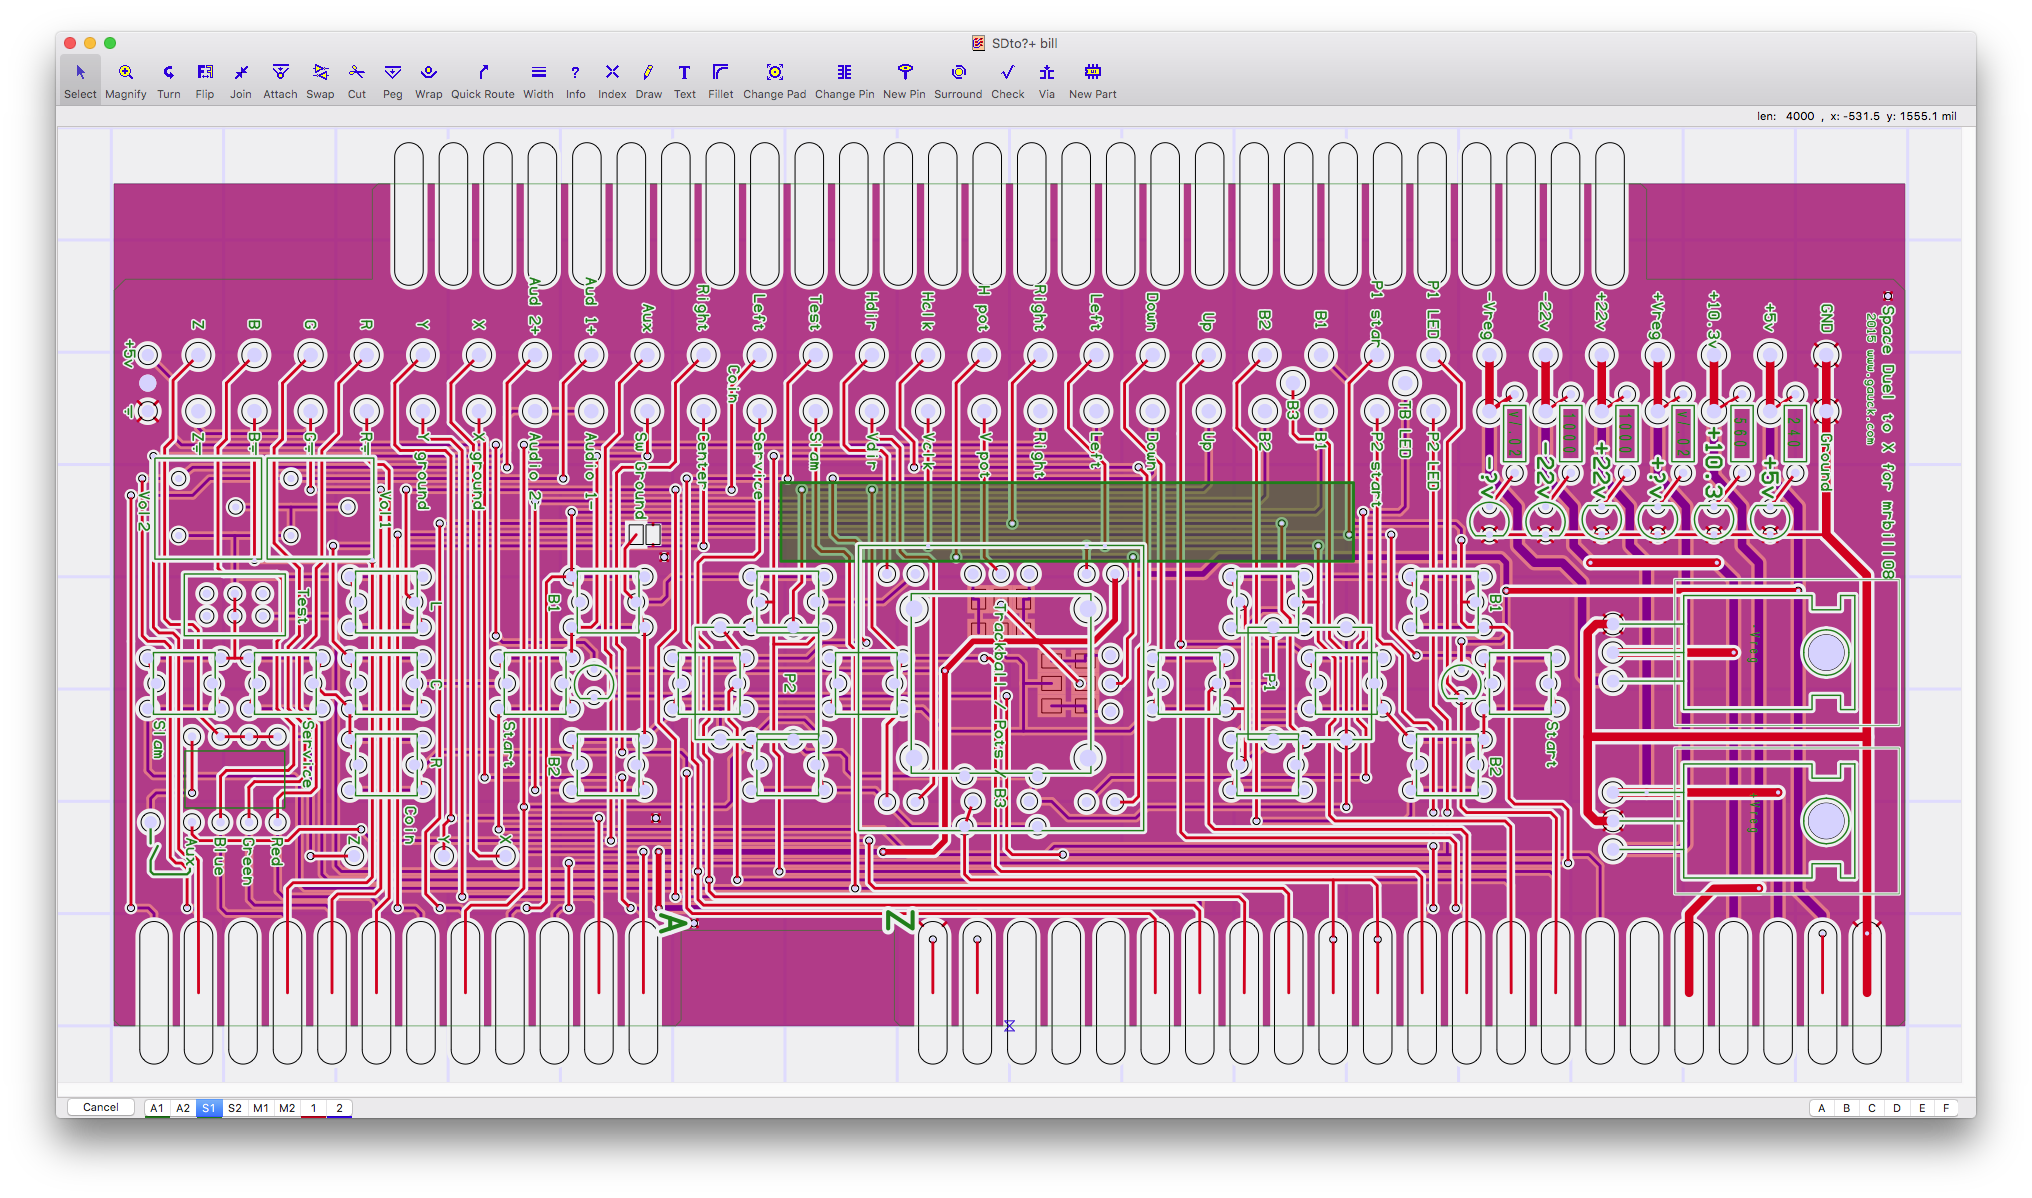 SDto?+ bill
Select Magnify Turn Flip Join Attach Swap Cut Peg Wrap Quick Route Width Info Index Draw Text Fillet Change Pad Change Pin New Pin Surround Check Via New Part
len: 4000 , x: -531.5 y: 1555.1 mil
Space Duel to X for mrbill108
2015 www.gauck.com
+5v
Z B G R Y X Aud 2+ Aud 1+ Aux Right Left Test Hdir Hclk H pot Right Left Down Up B2 B1 P1 star P1 LED -Vreg -22v +22v +Vreg +10.3v +5v GND
Coin B3 TB LED
Z- B- G- R- Y ground X ground Audio 2- Audio 1- Sw Ground Center Service Slam Vdir Vclk V-pot Right Left Down Up B2 B1 P2 start P2 LED -?v -22v +22v +?v +10.3 +5v Ground
1000 1000 560 240
Vol 2 Vol 1
Test L B1 B1
Trackball / Pots / B3
C P2 P1
Slam Service Start Start
R B2 B2
Coin
Aux Blue Green Red Z Y X
A Z
Cancel A1 A2 S1 S2 M1 M2 1 2 A B C D E F